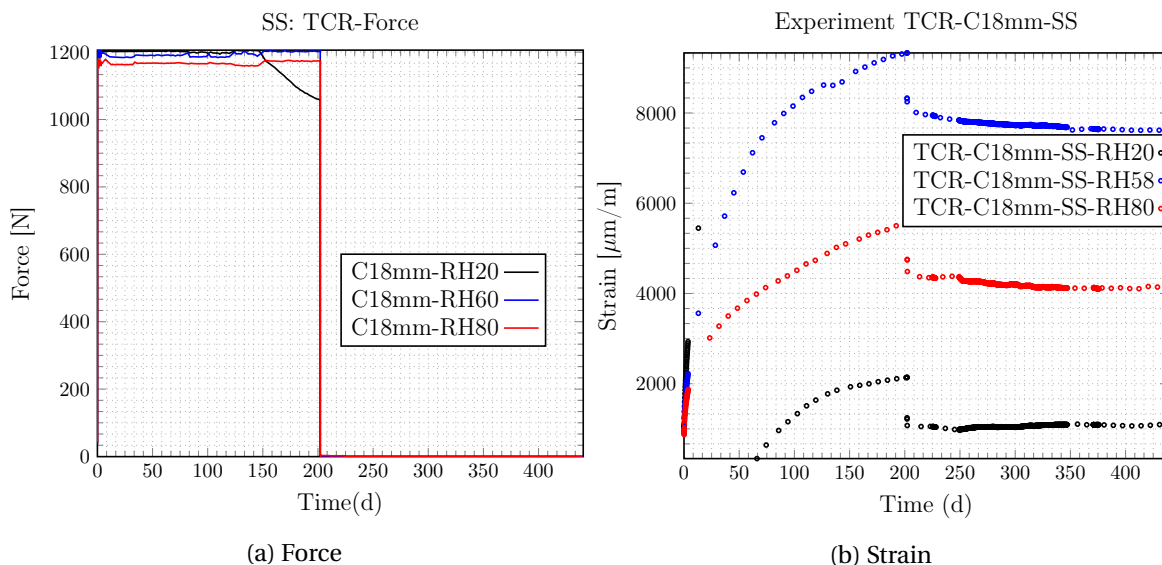 SS: TCR-Force
1200
1000
800
600
400
200
0
Force [N]
C18mm-RH20
C18mm-RH60
C18mm-RH80
0 50 100 150 200 250 300 350 400
Time(d)
(a) Force
Experiment TCR-C18mm-SS
8000
6000
4000
2000
Strain [μm/m]
TCR-C18mm-SS-RH20
TCR-C18mm-SS-RH58
TCR-C18mm-SS-RH80
0 50 100 150 200 250 300 350 400
Time (d)
(b) Strain